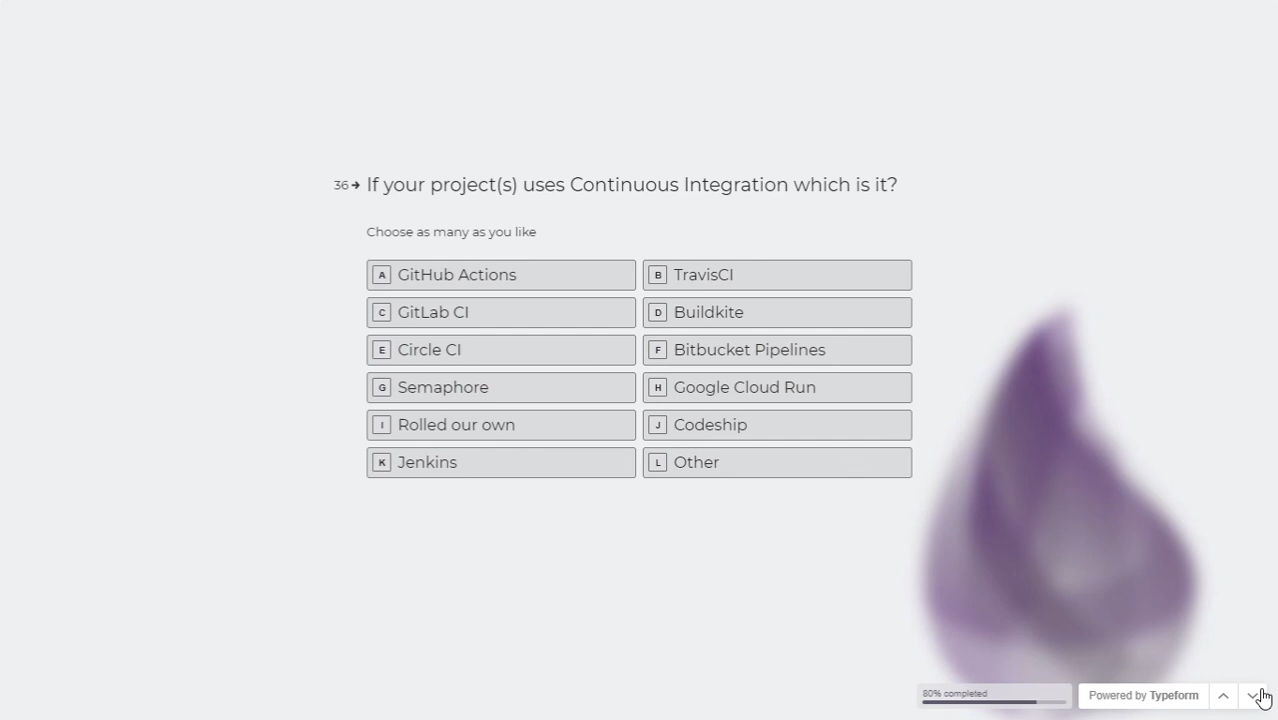 36 If your project(s) uses Continuous Integration which is it?
Choose as many as you like
A GitHub Actions
B TravisCI
C GitLab CI
D Buildkite
E Circle CI
F Bitbucket Pipelines
G Semaphore
H Google Cloud Run
I Rolled our own
J Codeship
K Jenkins
L Other
80% completed
Powered by Typeform